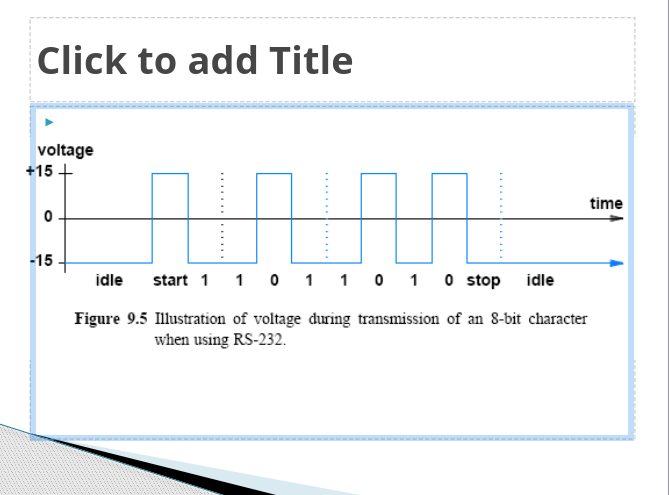 Click to add Title
voltage
+15
0
time
-15
idle start 1 1 0 1 1 0 1 0 stop idle
Figure 9.5 Illustration of voltage during transmission of an 8-bit character
when using RS-232.